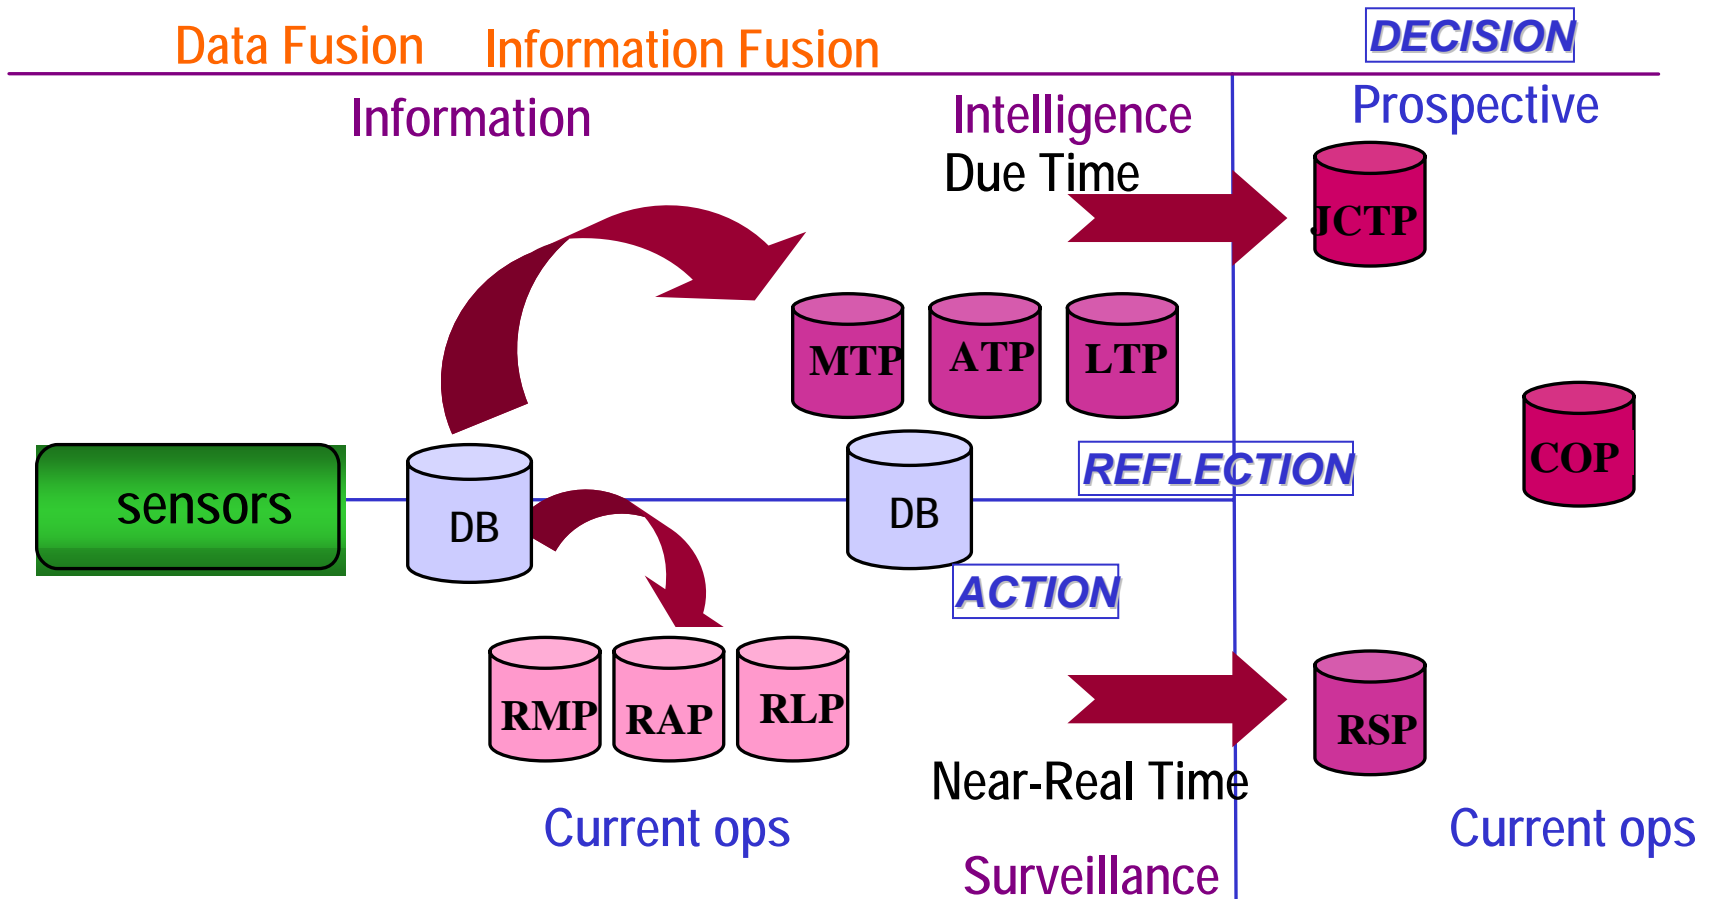 Data Fusion
Information Fusion
DECISION
Information
Intelligence
Prospective
Due Time
JCTP
MTP
ATP
LTP
COP
REFLECTION
sensors
DB
DB
ACTION
RMP
RAP
RLP
RSP
Near-Real Time
Current ops
Current ops
Surveillance